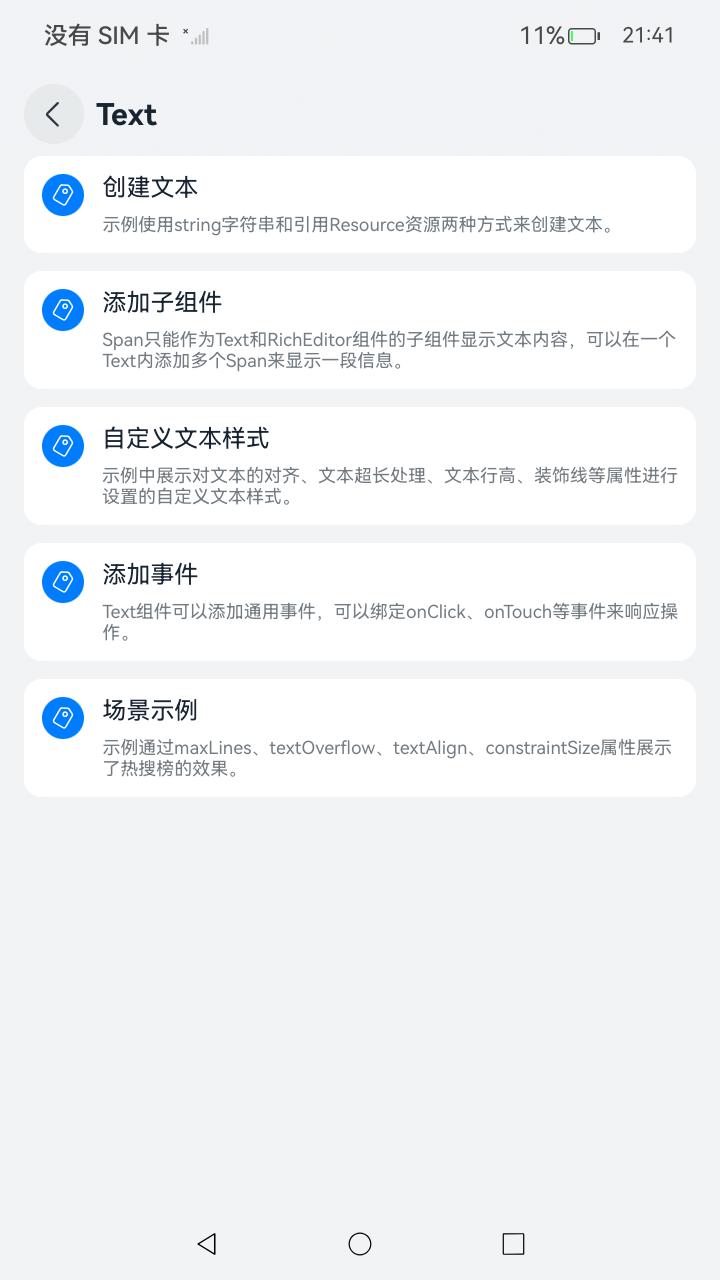 没有 SIM 卡
11%
21:41
Text
创建文本
示例使用string字符串和引用Resource资源两种方式来创建文本。
添加子组件
Span只能作为Text和RichEditor组件的子组件显示文本内容，可以在一个
Text内添加多个Span来显示一段信息。
自定义文本样式
示例中展示对文本的对齐、文本超长处理、文本行高、装饰线等属性进行
设置的自定义文本样式。
添加事件
Text组件可以添加通用事件，可以绑定onClick、onTouch等事件来响应操
作。
场景示例
示例通过maxLines、textOverflow、textAlign、constraintSize属性展示
了热搜榜的效果。